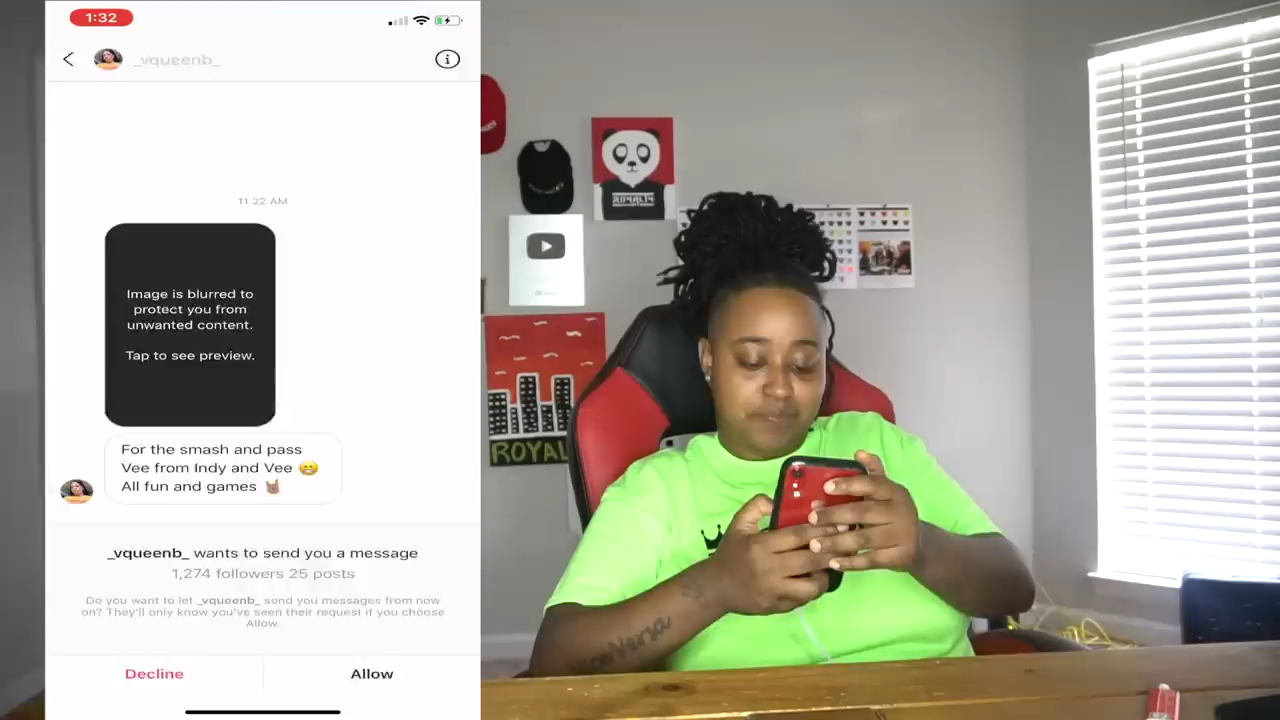 1:32
_vqueenb_
11:22 AM
Image is blurred to
protect you from
unwanted content.
Tap to see preview.
For the smash and pass
Vee from Indy and Vee 😁
All fun and games 🤘🏽
_vqueenb_ wants to send you a message
1,274 followers 25 posts
Do you want to let _vqueenb_ send you messages from now
on? They'll only know you've seen their request if you choose
Allow.
Decline
Allow
ROYALTY
ROYAL
ViceVersa